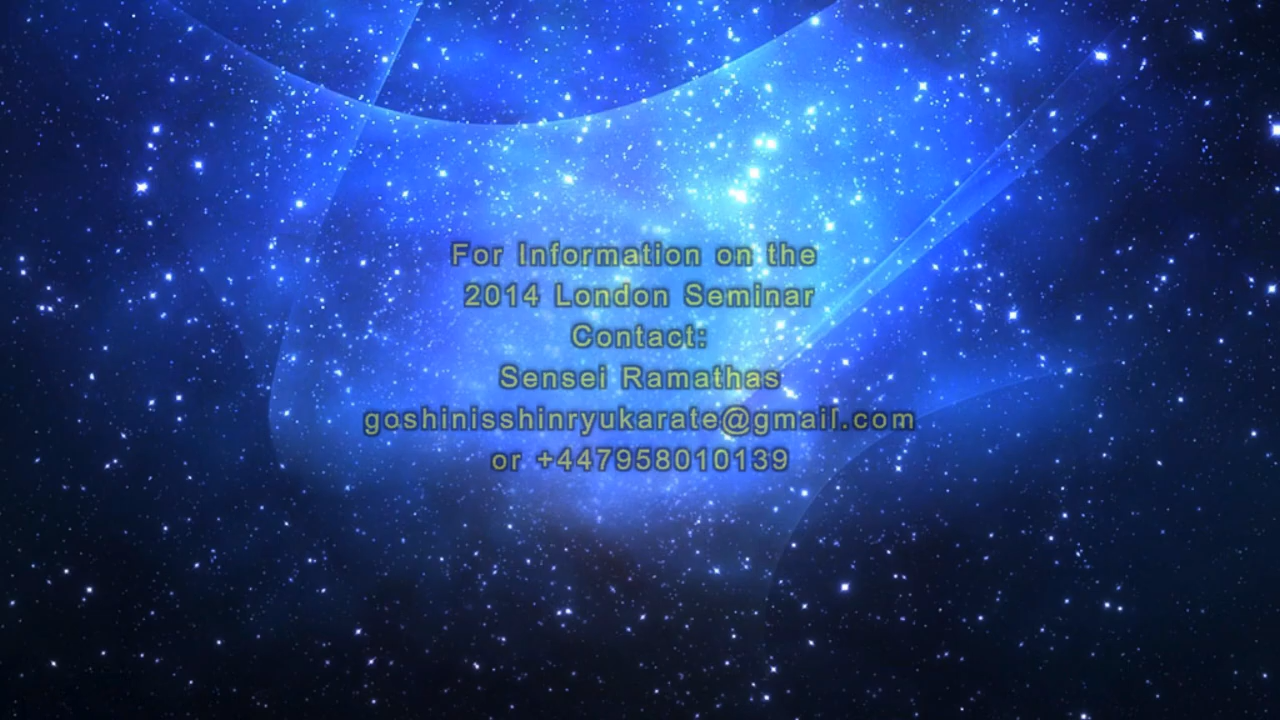 For Information on the
2014 London Seminar
Contact:
Sensei Ramathas
goshinisshinryukarate@gmail.com
or +447958010139